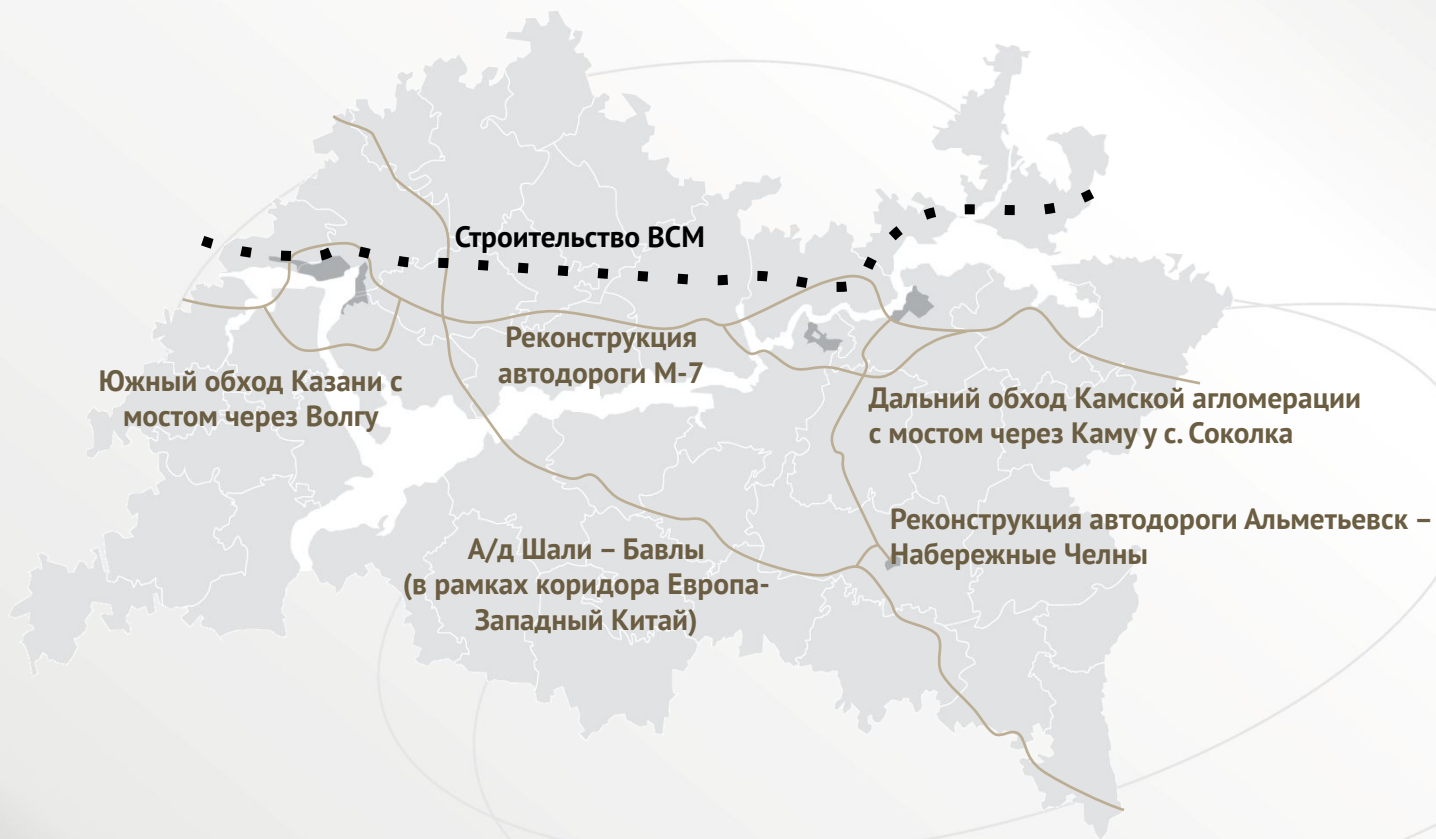 Строительство ВСМ
Реконструкция
автодороги М-7
Южный обход Казани с
мостом через Волгу
Дальний обход Камской агломерации
с мостом через Каму у с. Соколка
Реконструкция автодороги Альметьевск –
Набережные Челны
А/д Шали – Бавлы
(в рамках коридора Европа-
Западный Китай)